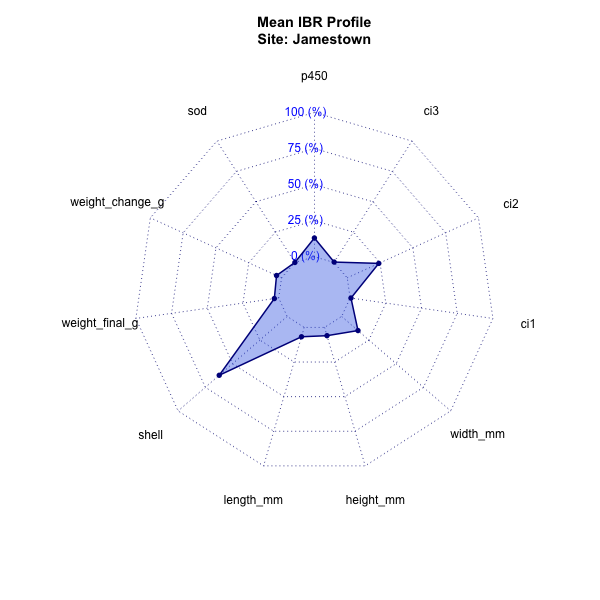 Mean IBR Profile
Site: Jamestown
p450
sod
100 (%)
ci3
75 (%)
50 (%)
weight_change_g
ci2
25 (%)
0 (%)
weight_final_g
ci1
shell
width_mm
length_mm
height_mm